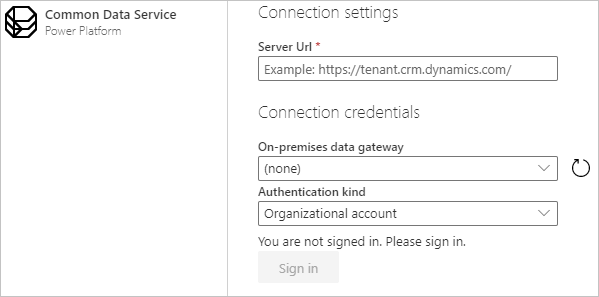 Common Data Service
Power Platform
Connection settings
Server Url *
Example: https://tenant.crm.dynamics.com/
Connection credentials
On-premises data gateway
(none)
Authentication kind
Organizational account
You are not signed in. Please sign in.
Sign in